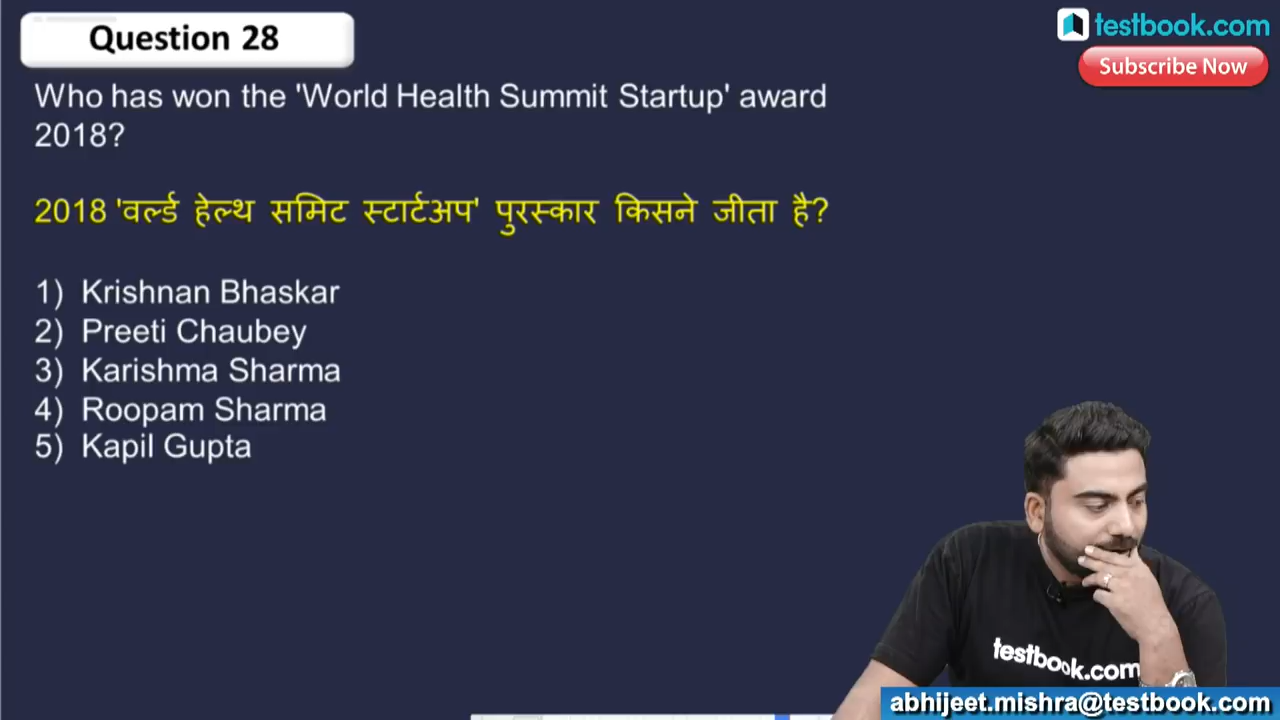 Question 28
testbook.com
Subscribe Now
Who has won the 'World Health Summit Startup' award
2018?
2018 'वर्ल्ड हेल्थ समिट स्टार्टअप' पुरस्कार किसने जीता है?
1) Krishnan Bhaskar
2) Preeti Chaubey
3) Karishma Sharma
4) Roopam Sharma
5) Kapil Gupta
testbook.com
abhijeet.mishra@testbook.com